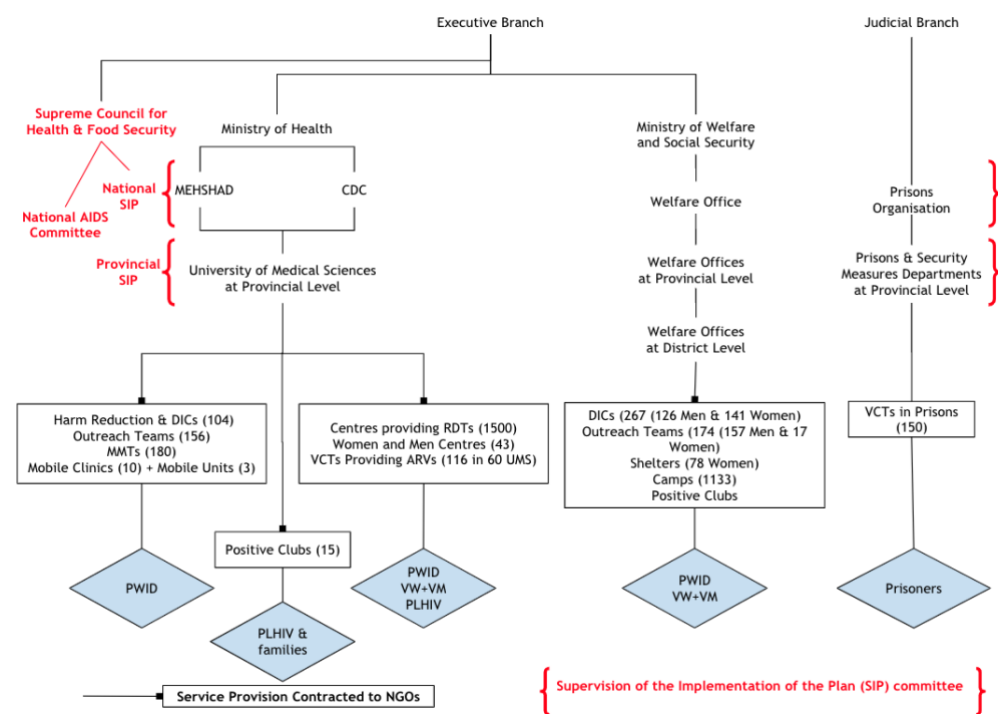 Executive Branch
Judicial Branch
Supreme Council for
Health & Food Security
Ministry of Health
Ministry of Welfare
and Social Security
National
SIP
MEHSHAD
CDC
Welfare Office
Prisons
Organisation
National AIDS
Committee
Provincial
SIP
University of Medical Sciences
at Provincial Level
Welfare Offices
at Provincial Level
Prisons & Security
Measures Departments
at Provincial Level
Welfare Offices
at District Level
Harm Reduction & DICs (104)
Outreach Teams (156)
MMTs (180)
Mobile Clinics (10) + Mobile Units (3)
Centres providing RDTs (1500)
Women and Men Centres (43)
VCTs Providing ARVs (116 in 60 UMS)
DICs 267 (126 Men & 141 Women)
Outreach Teams 174 (157 Men & 17
Women)
Shelters (78 Women)
Camps (1133)
Positive Clubs
VCTs in Prisons
(150)
Positive Clubs (15)
PWID
PLHIV &
families
PWID
VW+VM
PLHIV
PWID
VW+VM
Prisoners
Service Provision Contracted to NGOs
Supervision of the Implementation of the Plan (SIP) committee